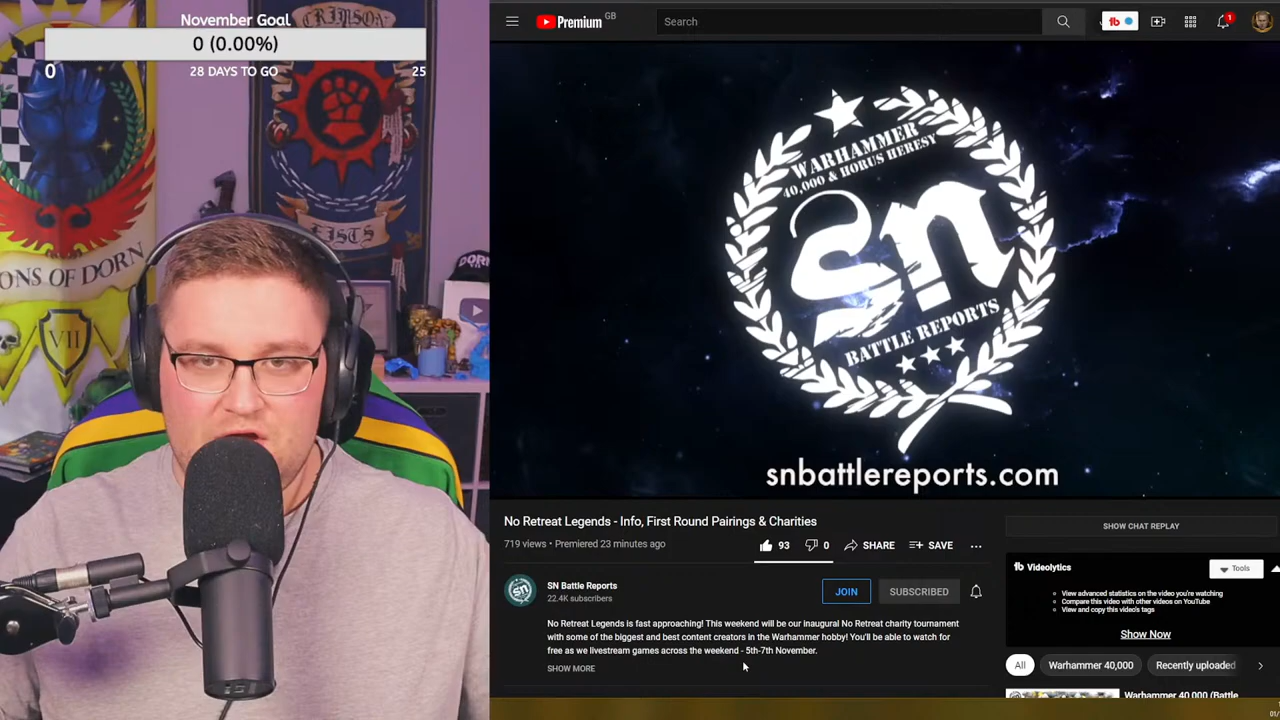 November Goal
0 (0.00%)
0
28 DAYS TO GO
25
CRIMSON
FISTS
ONS OF DORN
VII
DORN
Premium
GB
Search
1
WARHAMMER
40,000 & HORUS HERESY
sn
BATTLE REPORTS
snbattlereports.com
No Retreat Legends - Info, First Round Pairings & Charities
719 views • Premiered 23 minutes ago
93
0
SHARE
SAVE
SN Battle Reports
22.4K subscribers
JOIN
SUBSCRIBED
No Retreat Legends is fast approaching! This weekend will be our inaugural No Retreat charity tournament
with some of the biggest and best content creators in the Warhammer hobby! You'll be able to watch for
free as we livestream games across the weekend - 5th-7th November.
SHOW MORE
SHOW CHAT REPLAY
tb Videolytics
Tools
View advanced statistics on the video you're watching
Compare this video with other videos on YouTube
View and copy this video's tags
Show Now
All
Warhammer 40,000
Recently uploaded
Warhammer 40,000 (Battle
01/